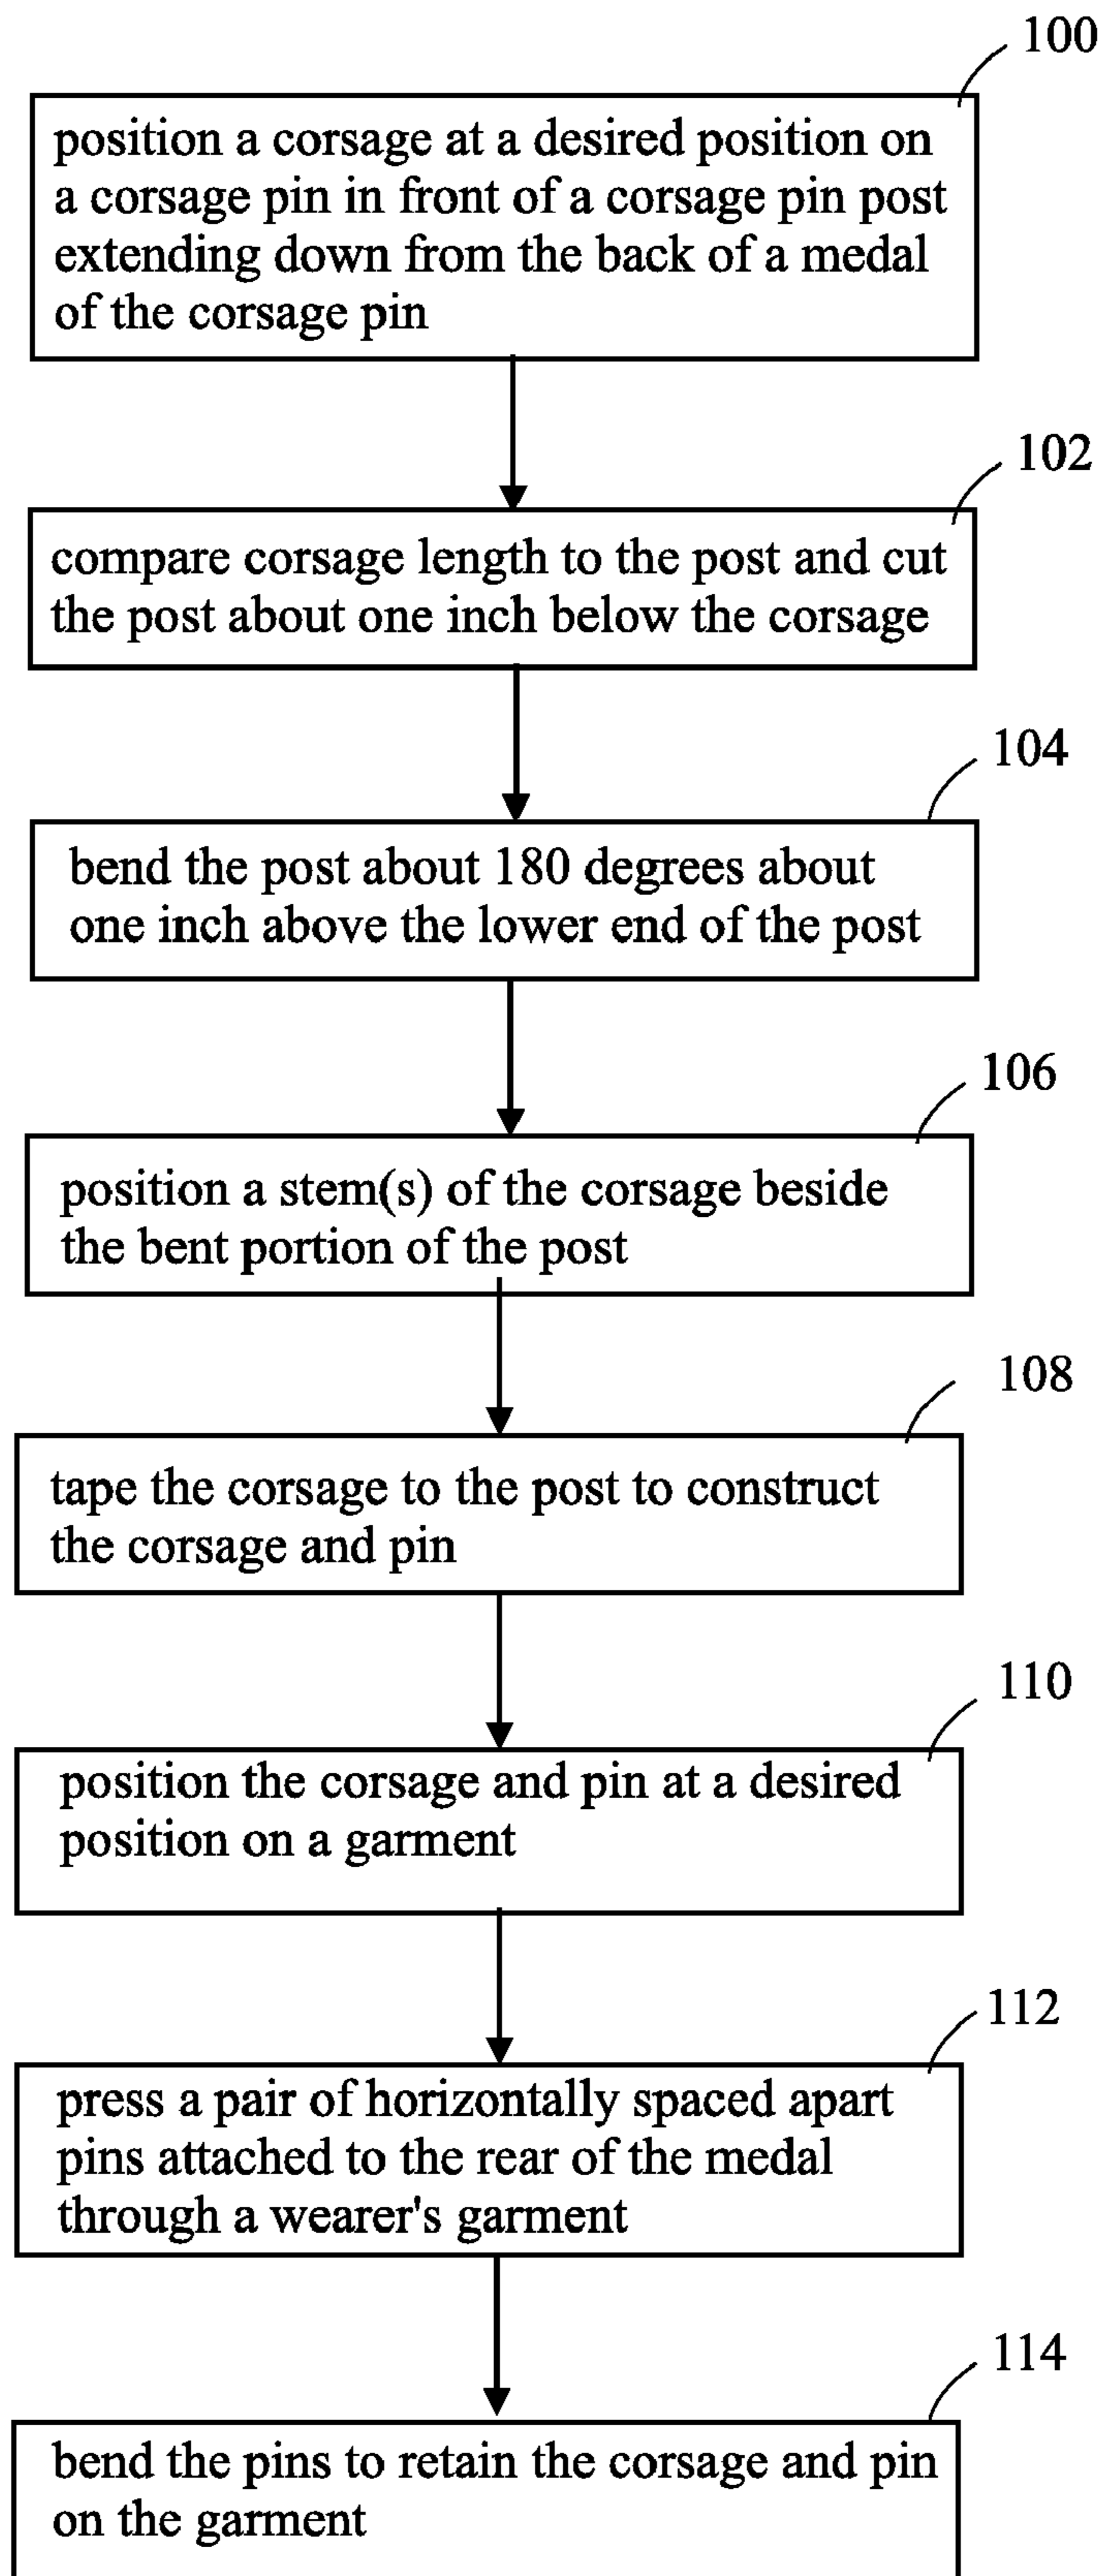 100
position a corsage at a desired position on
a corsage pin in front of a corsage pin post
extending down from the back of a medal
of the corsage pin
102
compare corsage length to the post and cut
the post about one inch below the corsage
104
bend the post about 180 degrees about
one inch above the lower end of the post
106
position a stem(s) of the corsage beside
the bent portion of the post
108
tape the corsage to the post to construct
the corsage and pin
110
position the corsage and pin at a desired
position on a garment
112
press a pair of horizontally spaced apart
pins attached to the rear of the medal
through a wearer's garment
114
bend the pins to retain the corsage and pin
on the garment